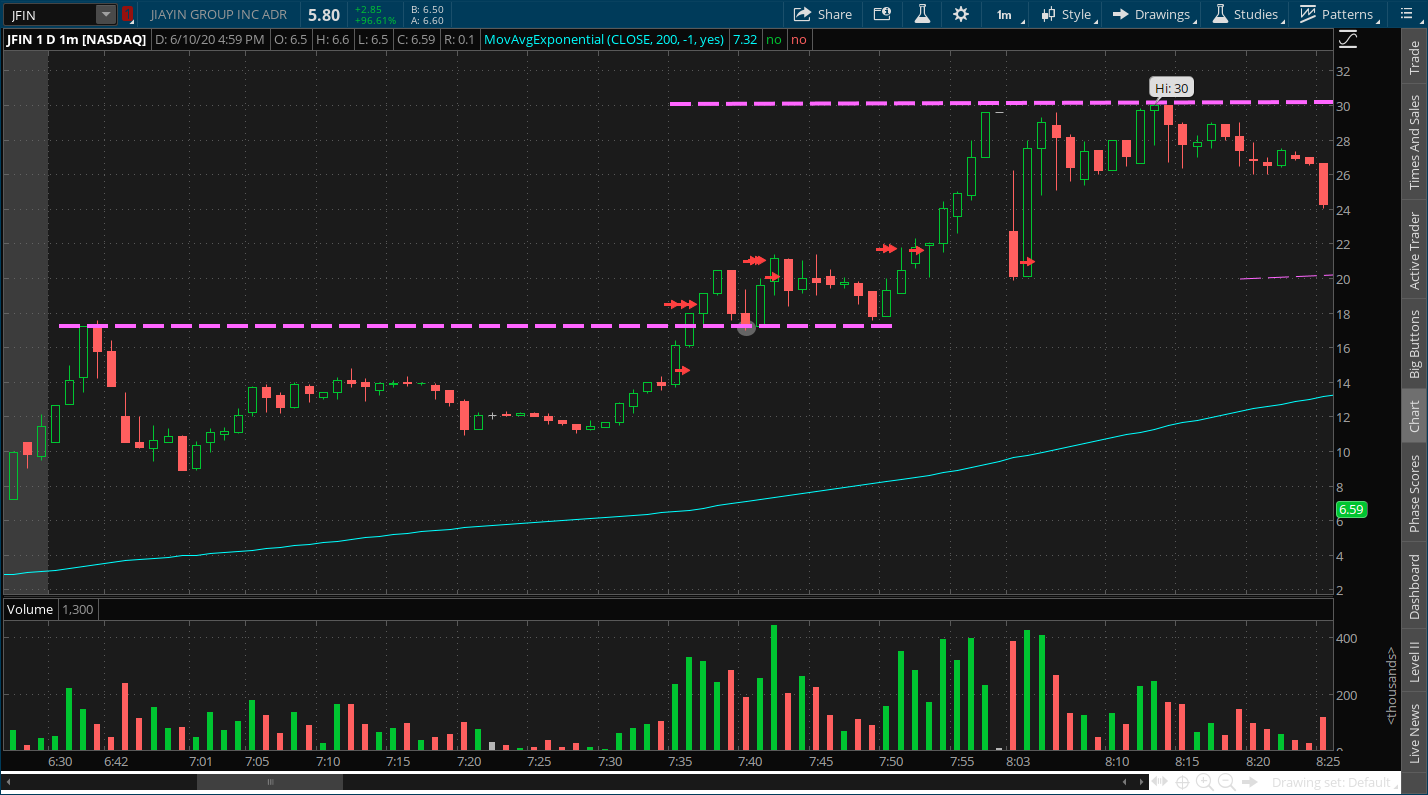 JFIN 1 JIAYIN GROUP INC ADR 5.80 +2.85 +96.61% B: 6.50 A: 6.60 Share 1m Style Drawings Studies Patterns
JFIN 1 D 1m [NASDAQ] D: 6/10/20 4:59 PM O: 6.5 H: 6.6 L: 6.5 C: 6.59 R: 0.1 MovAvgExponential (CLOSE, 200, -1, yes) 7.32 no no
Hi: 30
32
30
28
26
24
22
20
18
16
14
12
10
8
6.59
6
4
2
Volume 1,300
400
200
0
<thousands>
6:30 6:42 7:01 7:05 7:10 7:15 7:20 7:25 7:30 7:35 7:40 7:45 7:50 7:55 8:03 8:10 8:15 8:20 8:25
Drawing set: Default
Trade
Times And Sales
Active Trader
Big Buttons
Chart
Phase Scores
Dashboard
Level II
Live News